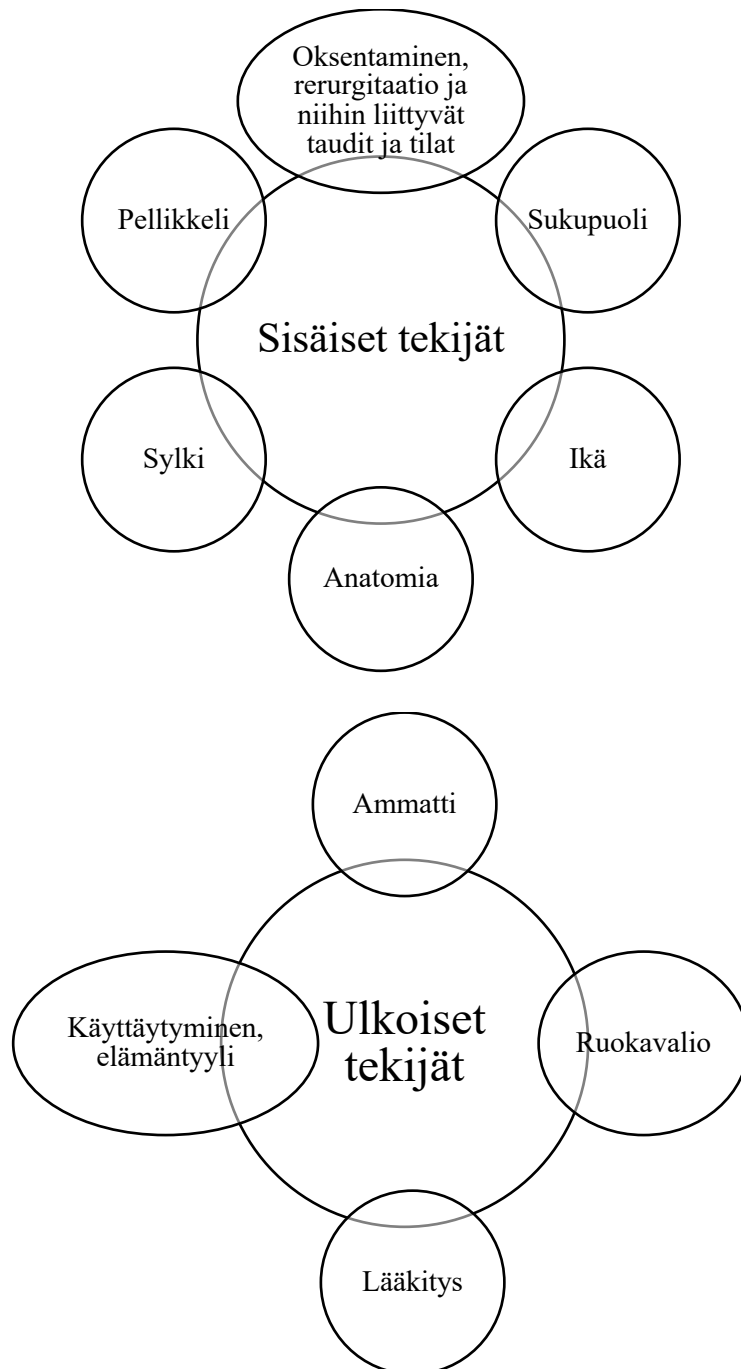 Oksentaminen,
rerurgitaatio ja
niihin liittyvät
taudit ja tilat
Pellikkeli
Sukupuoli
Sisäiset tekijät
Sylki
Ikä
Anatomia
Ammatti
Käyttäytyminen,
elämäntyyli
Ulkoiset
tekijät
Ruokavalio
Lääkitys